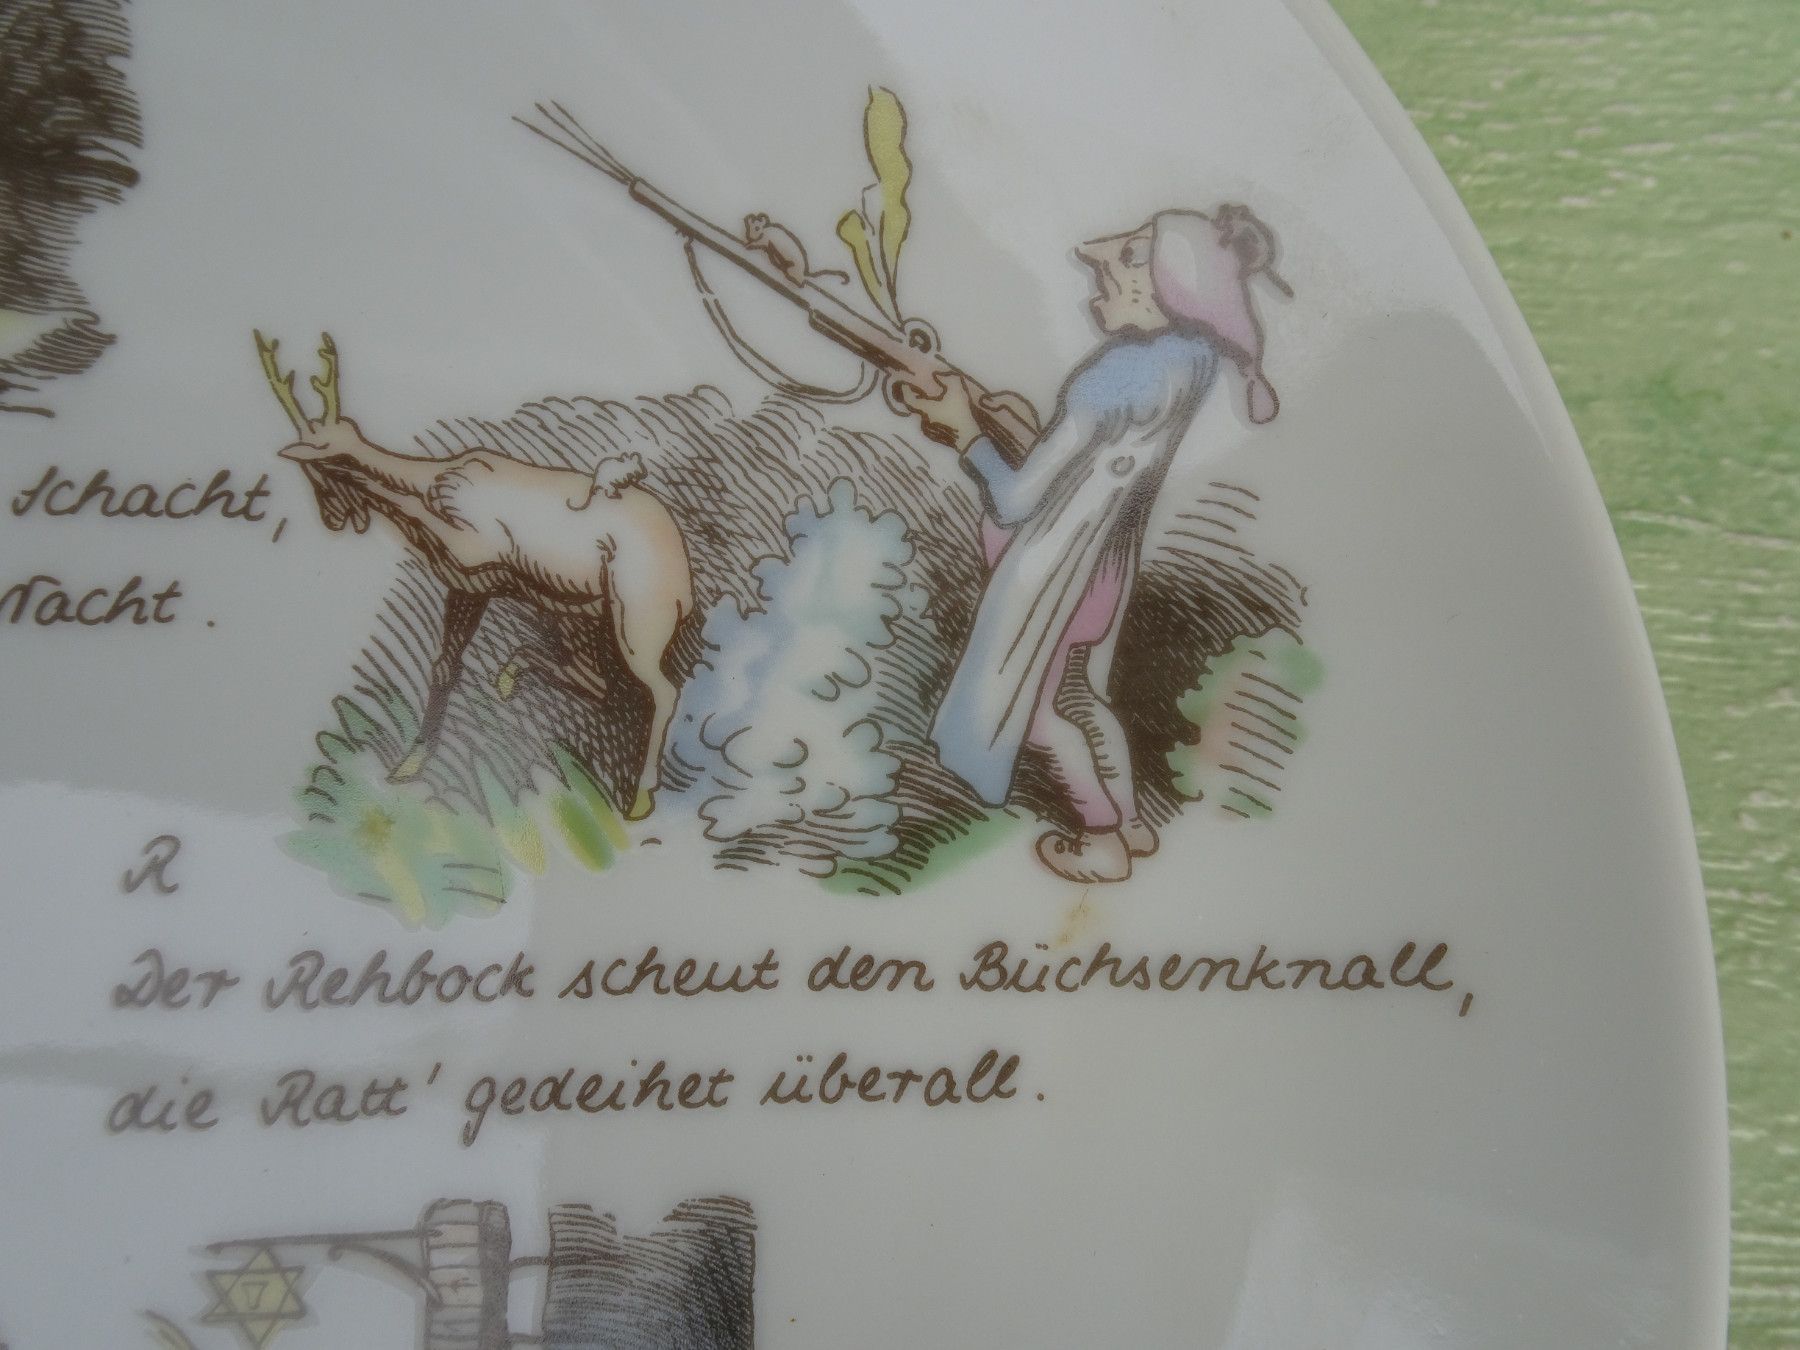 Schacht,
Nacht.
R
Der Rehbock scheut den Büchsenknall,
die Ratt' gedeihet überall.